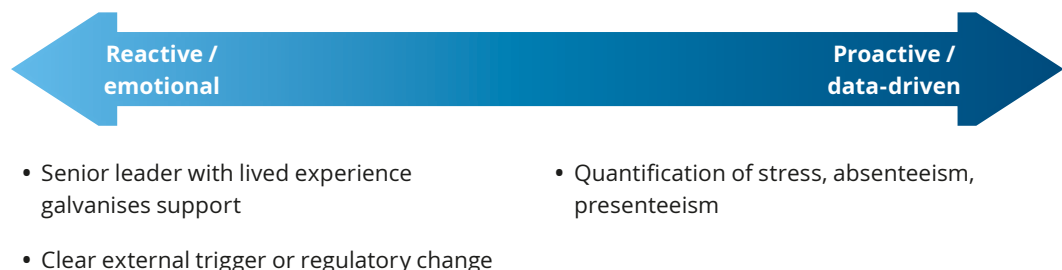 Reactive /
emotional
Proactive /
data-driven
• Senior leader with lived experience
galvanises support
• Clear external trigger or regulatory change
• Quantification of stress, absenteeism,
presenteeism